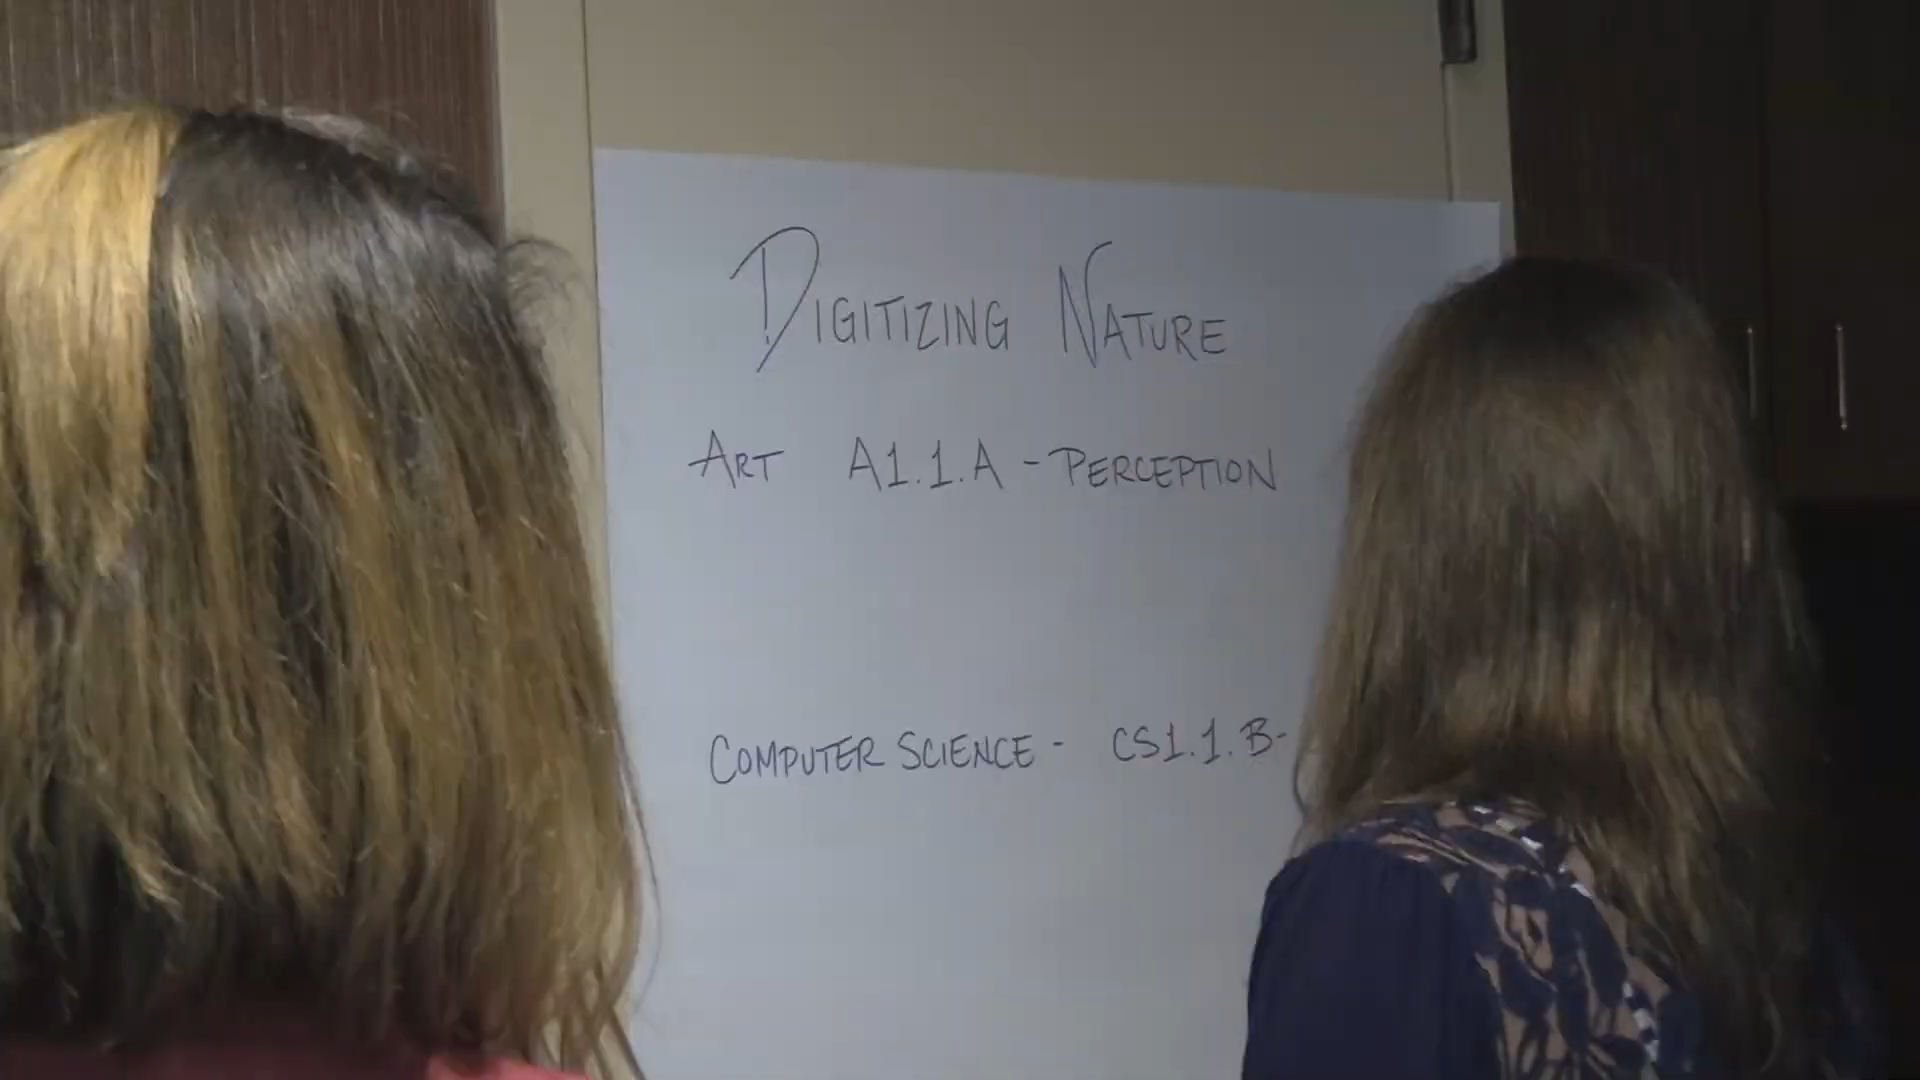 DIGITIZING NATURE
ART A1.1.A - PERCEPTION
COMPUTER SCIENCE - CS1.1.B-